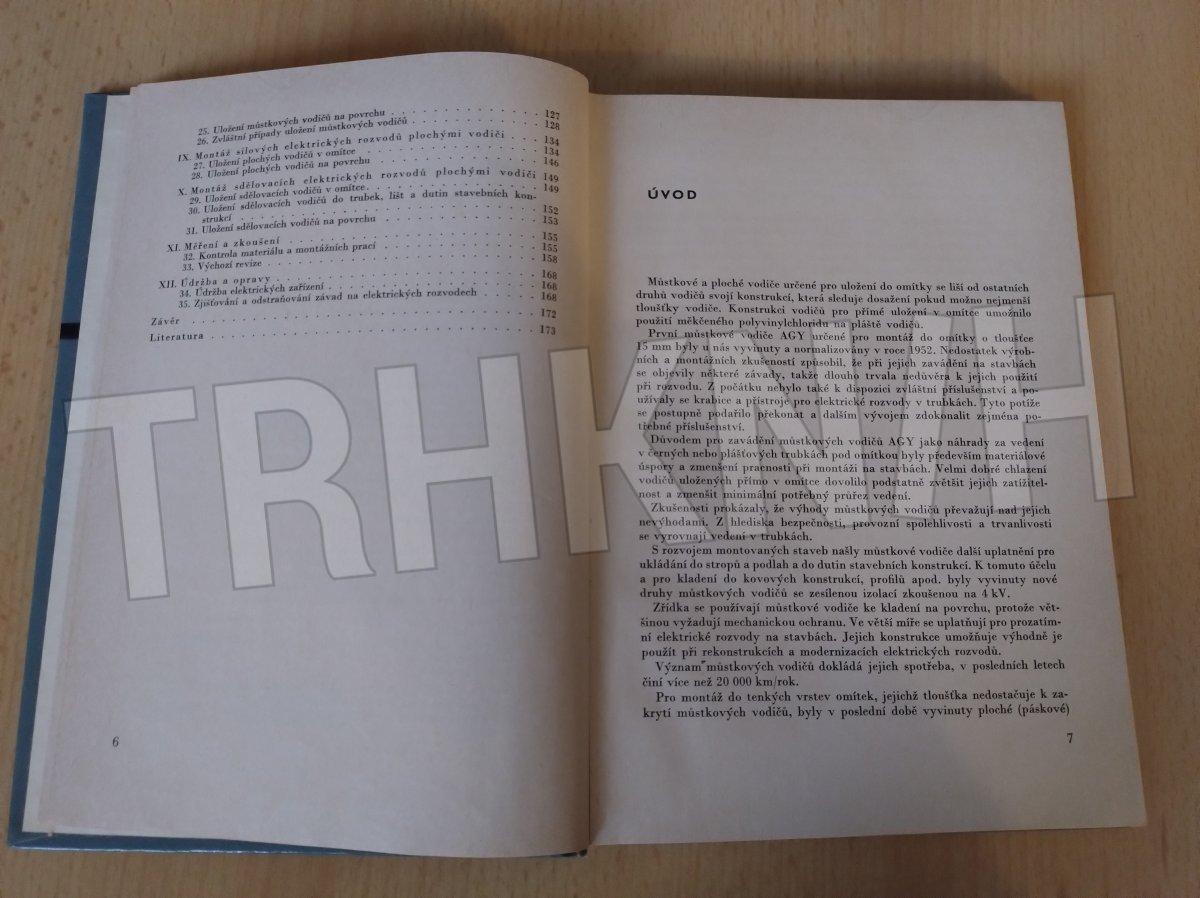 25. Uložení můstkových vodičů na povrchu . . . . . . . . . . . . 127
26. Zvláštní případy uložení můstkových vodičů . . . . . . . . . . 128
IX. Montáž silových elektrických rozvodů plochými vodiči . . . 134
27. Uložení plochých vodičů v omítce . . . . . . . . . . . . . . 134
28. Uložení plochých vodičů na povrchu . . . . . . . . . . . . . 146
X. Montáž sdělovacích elektrických rozvodů plochými vodiči 149
29. Uložení sdělovacích vodičů v omítce. . . . . . . . . . . . . 149
30. Uložení sdělovacích vodičů do trubek, lišt a dutin stavebních kon-
strukcí . . . . . . . . . . . . . . . . . . . . . 152
31. Uložení sdělovacích vodičů na povrchu . . . . . . . . . . . . 153
XI. Měření a zkoušení . . . . . . . . . . . . . . . . . . 155
32. Kontrola materiálu a montážních prací . . . . . . . . . . . . 155
33. Výchozí revize . . . . . . . . . . . . . . . . . . . . 158
XII. Údržba a opravy . . . . . . . . . . . . . . . . . . 168
34. Údržba elektrických zařízení . . . . . . . . . . . . . . . 168
35. Zjišťování a odstraňování závad na elektrických rozvodech . . . . 168
Závěr . . . . . . . . . . . . . . . . . . . . . . . 172
Literatura . . . . . . . . . . . . . . . . . . . . . . 173
6
ÚVOD
Můstkové a ploché vodiče určené pro uložení do omítky se liší od ostatních
druhů vodičů svojí konstrukcí, která sleduje dosažení pokud možno nejmenší
tloušťky vodiče. Konstrukci vodičů pro přímé uložení v omítce umožnilo
použití měkčeného polyvinylchloridu na pláště vodičů.
První můstkové vodiče AGY určené pro montáž do omítky o tloušťce
15 mm byly u nás vyvinuty a normalizovány v roce 1952. Nedostatek výrob-
ních a montážních zkušeností způsobil, že při jejich zavádění na stavbách
se objevily některé závady, takže dlouho trvala nedůvěra k jejich použití
při rozvodu. Z počátku nebylo také k dispozici zvláštní příslušenství a po-
užívaly se krabice a přístroje pro elektrické rozvody v trubkách. Tyto potíže
se postupně podařilo překonat a dalším vývojem zdokonalit zejména po-
třebné příslušenství.
Důvodem pro zavádění můstkových vodičů AGY jako náhrady za vedení
v černých nebo plášťových trubkách pod omítkou byly především materiálové
úspory a zmenšení pracnosti při montáži na stavbách. Velmi dobré chlazení
vodičů uložených přímo v omítce dovolilo podstatně zvětšit jejich zatížitel-
nost a zmenšit minimální potřebný průřez vedení.
Zkušenosti prokázaly, že výhody můstkových vodičů převažují nad jejich
nevýhodami. Z hlediska bezpečnosti, provozní spolehlivosti a trvanlivosti
se vyrovnají vedení v trubkách.
S rozvojem montovaných staveb našly můstkové vodiče další uplatnění pro
ukládání do stropů a podlah a do dutin stavebních konstrukcí. K tomuto účelu
a pro kladení do kovových konstrukcí, profilů apod. byly vyvinuty nové
druhy můstkových vodičů se zesílenou izolací zkoušenou na 4 kV.
Zřídka se používají můstkové vodiče ke kladení na povrchu, protože vět-
šinou vyžadují mechanickou ochranu. Ve větší míře se uplatňují pro prozatím-
ní elektrické rozvody na stavbách. Jejich konstrukce umožňuje výhodně je
použít při rekonstrukcích a modernizacích elektrických rozvodů.
Význam můstkových vodičů dokládá jejich spotřeba, v posledních letech
činí více než 20 000 km/rok.
Pro montáž do tenkých vrstev omítek, jejichž tloušťka nedostačuje k za-
krytí můstkových vodičů, byly v poslední době vyvinuty ploché (páskové)
7
TRHKNIH